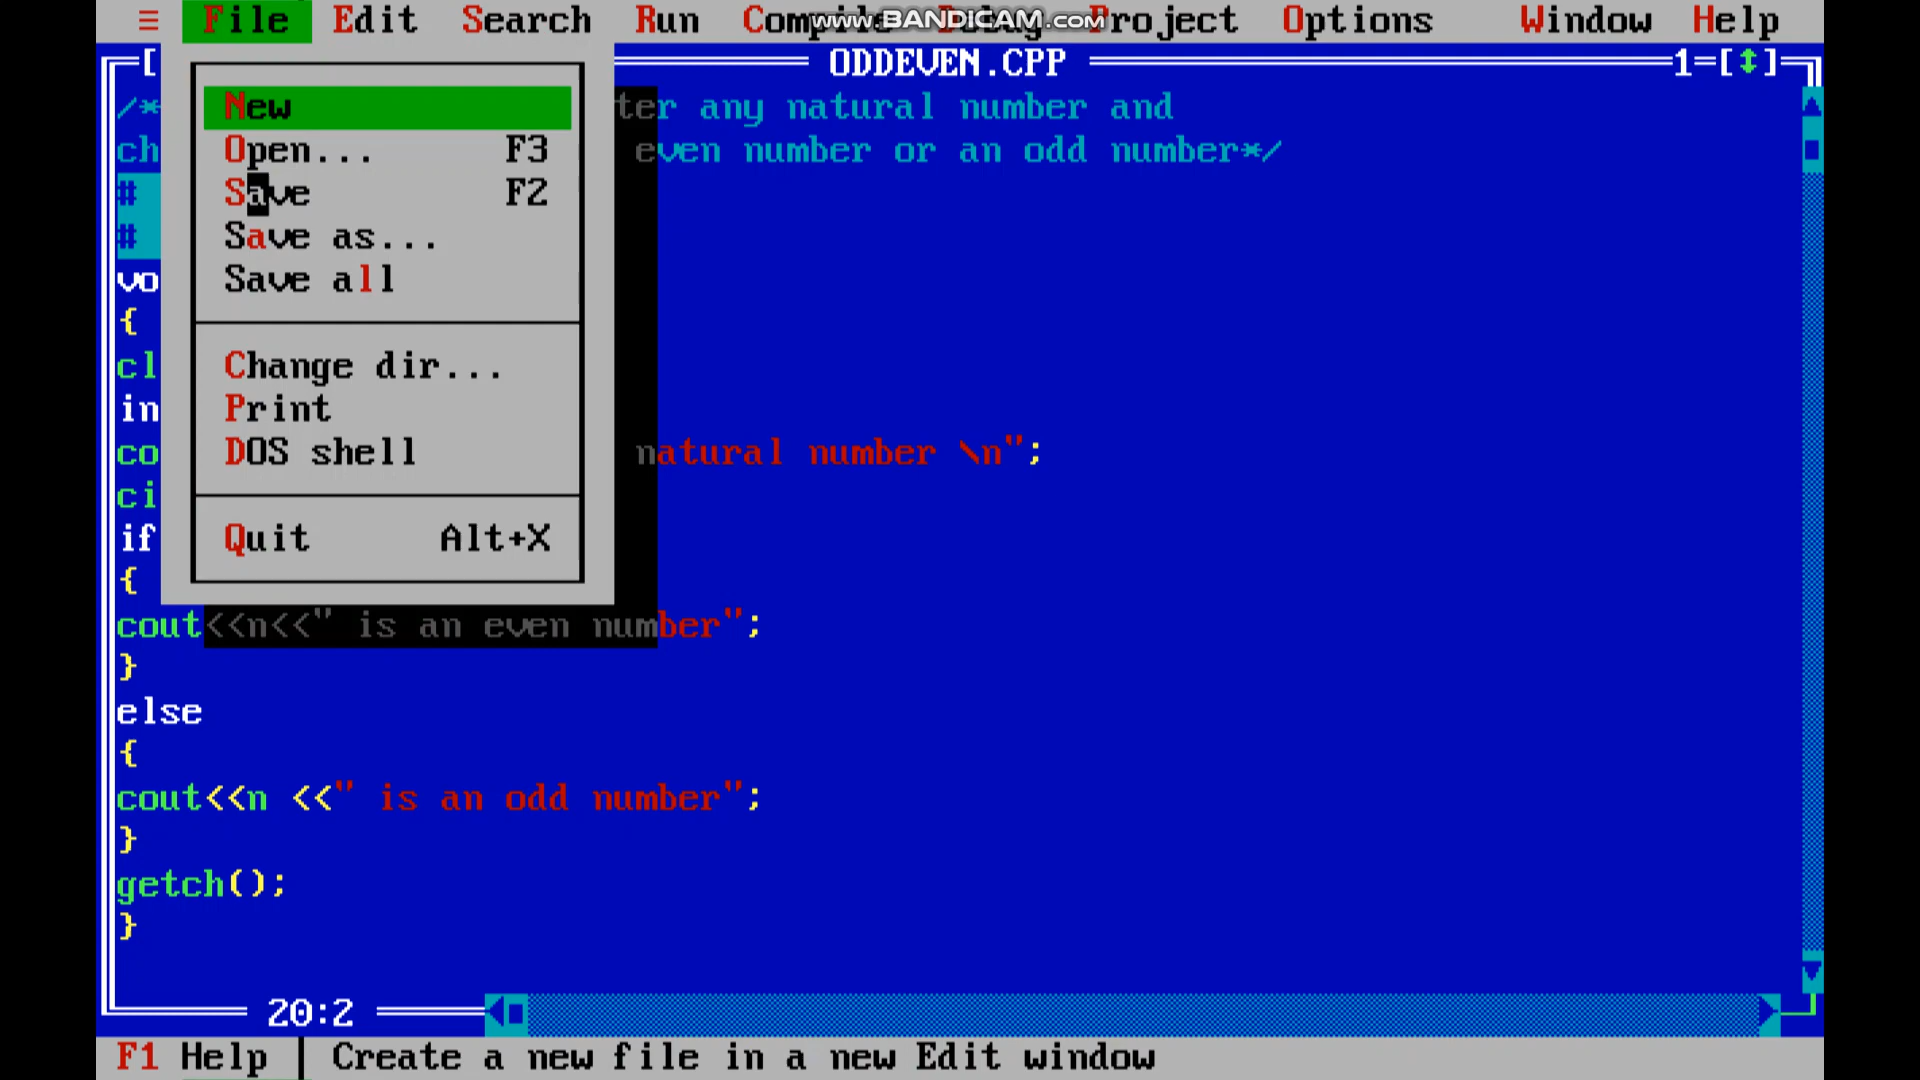 ≡ File Edit Search Run Compile Debug Project Options Window Help
www.BANDICAM.com
[ ODDEVEN.CPP 1=[↕]
/* ter any natural number and
ch even number or an odd number*/
#
#
vo
{
cl
in
co natural number \n";
ci
if
{
New
Open... F3
Save F2
Save as...
Save all
Change dir...
Print
DOS shell
Quit Alt+X
cout<<n<<" is an even number";
}
else
{
cout<<n <<" is an odd number";
}
getch();
}
20:2
F1 Help | Create a new file in a new Edit window